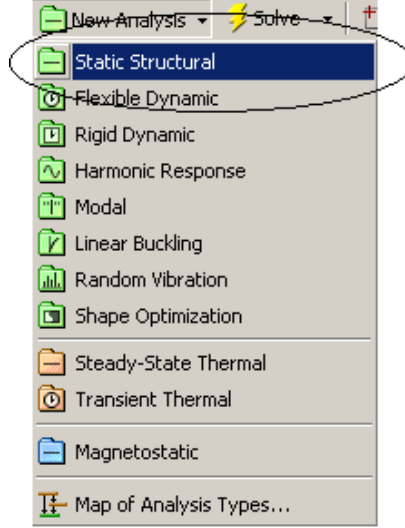 New Analysis Solve
Static Structural
Flexible Dynamic
Rigid Dynamic
Harmonic Response
Modal
Linear Buckling
Random Vibration
Shape Optimization
Steady-State Thermal
Transient Thermal
Magnetostatic
Map of Analysis Types...